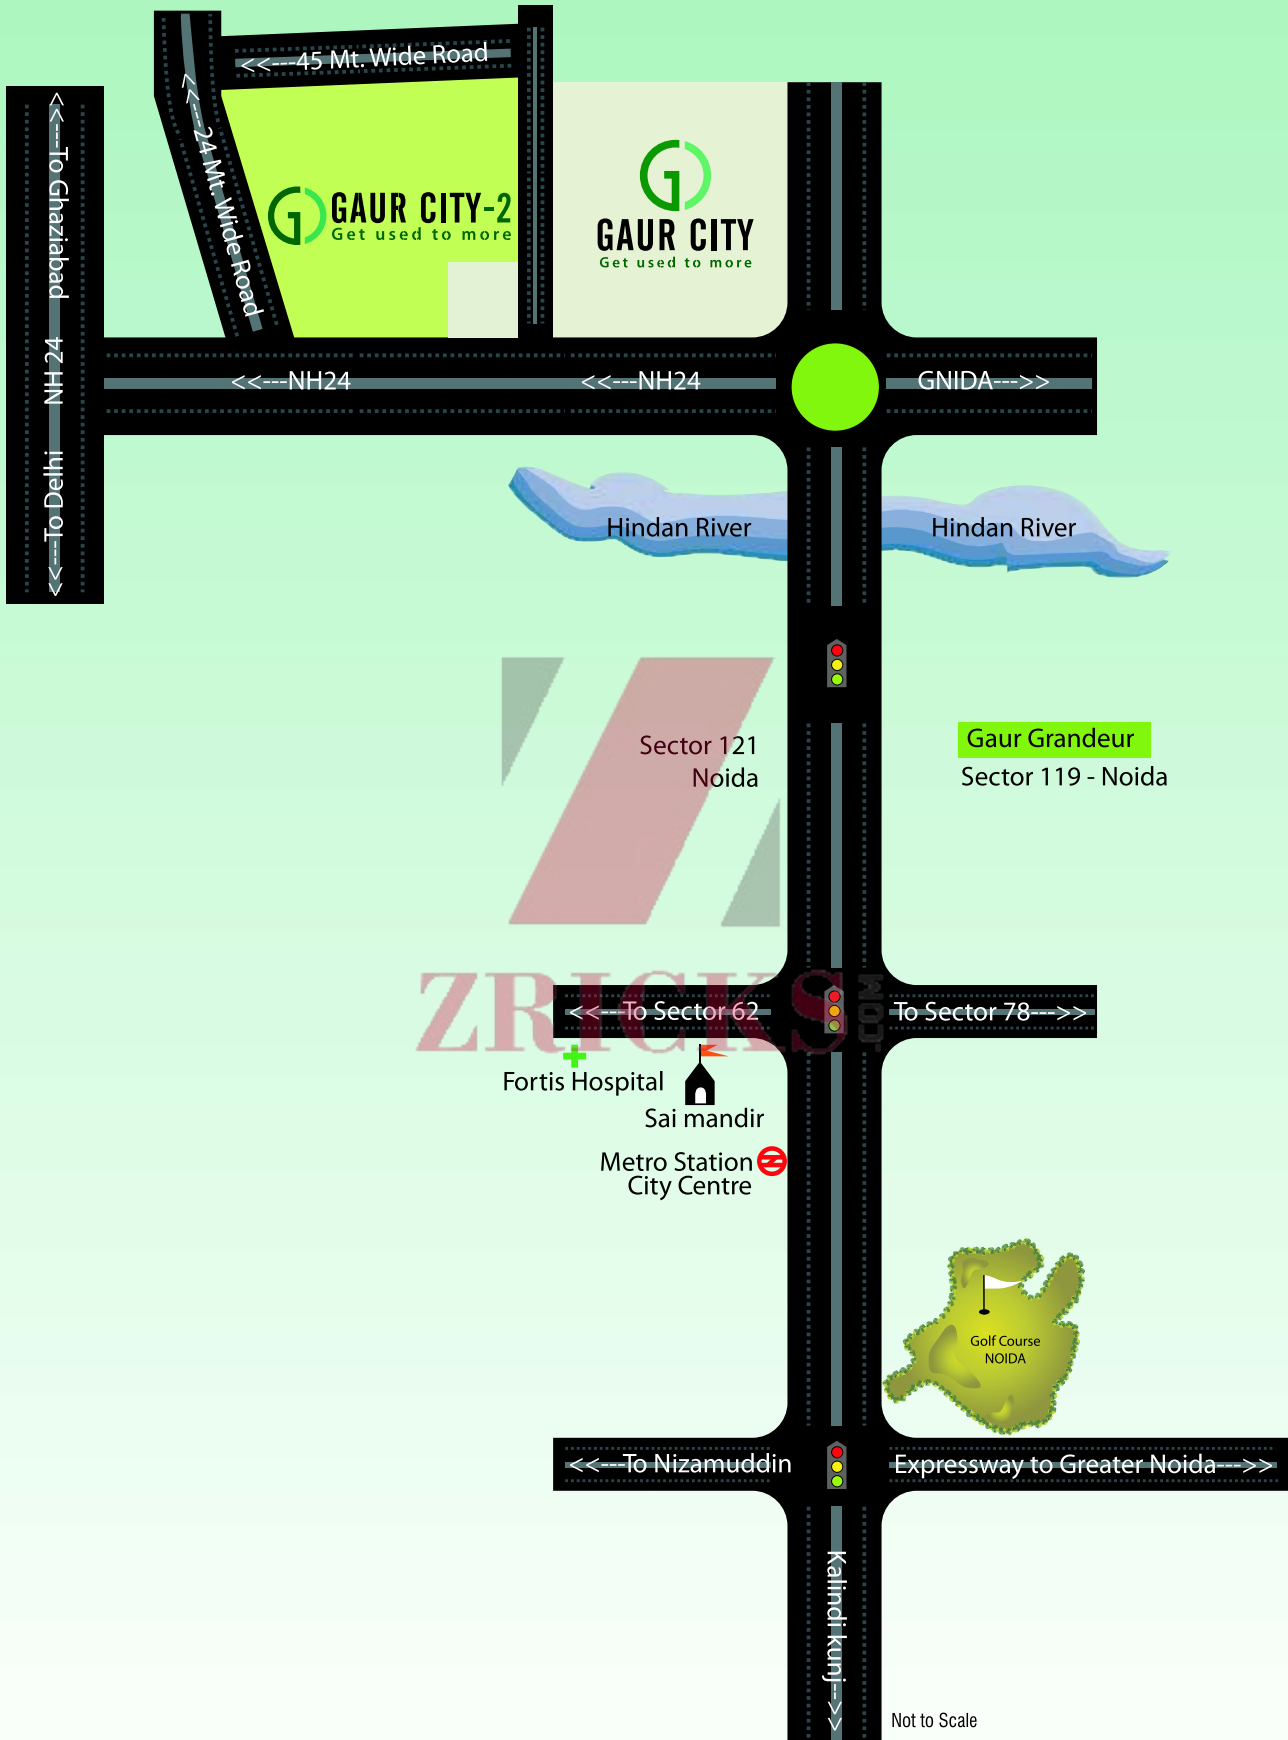 <<---45 Mt. Wide Road
<<----24 Mt. Wide Road
<<---To Ghaziabad
NH 24
<<---To Delhi
GAUR CITY-2
Get used to more
GAUR CITY
Get used to more
<<---NH24
<<---NH24
GNIDA--->>
Hindan River
Hindan River
Sector 121
Noida
Gaur Grandeur
Sector 119 - Noida
ZRICKS
.COM
<<---To Sector 62
To Sector 78--->>
Fortis Hospital
Sai mandir
Metro Station
City Centre
Golf Course
NOIDA
<<---To Nizamuddin
Expressway to Greater Noida--->>
Kalindi kunj-->>
Not to Scale